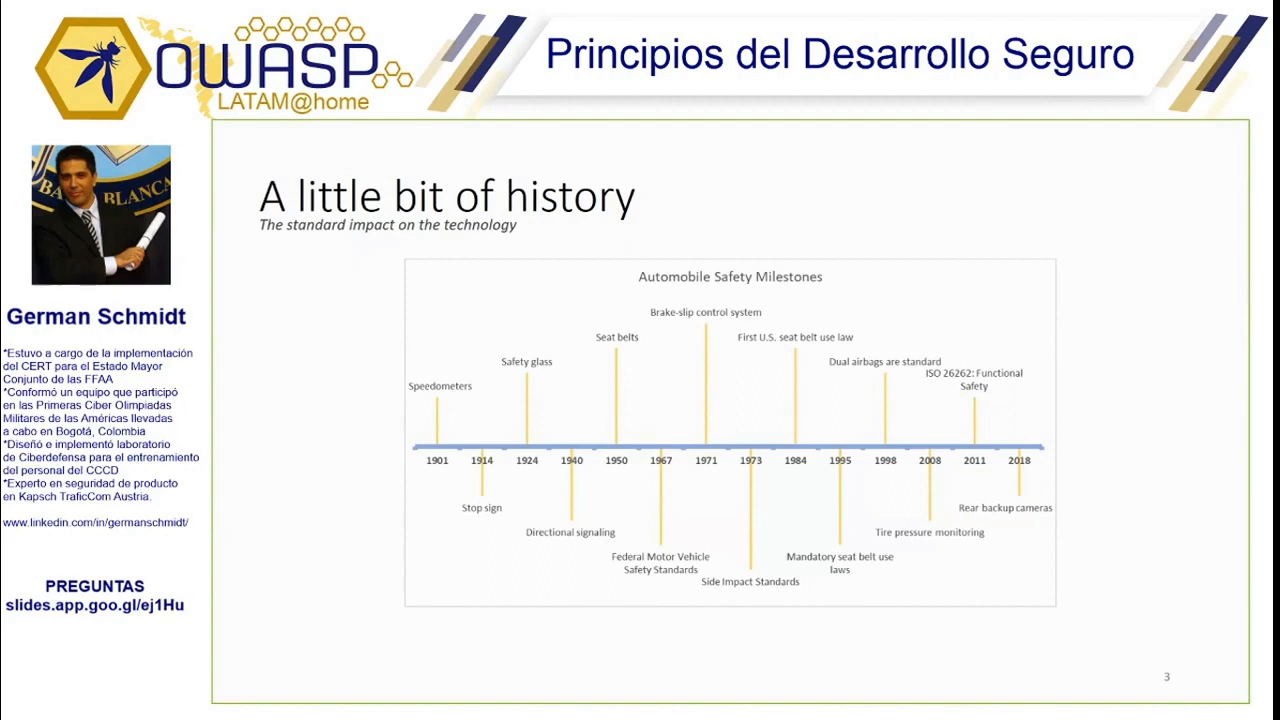 OWASP
LATAM@home
Principios del Desarrollo Seguro
BA BLANCA
German Schmidt
*Estuvo a cargo de la implementación
del CERT para el Estado Mayor
Conjunto de las FFAA
*Conformó un equipo que participó
en las Primeras Ciber Olimpiadas
Militares de las Américas llevadas
a cabo en Bogotá, Colombia
*Diseñó e implementó laboratorio
de Ciberdefensa para el entrenamiento
del personal del CCCD
*Experto en seguridad de producto
en Kapsch TraficCom Austria.
www.linkedin.com/in/germanschmidt/
PREGUNTAS
slides.app.goo.gl/ej1Hu
A little bit of history
The standard impact on the technology
Automobile Safety Milestones
Brake-slip control system
Seat belts
First U.S. seat belt use law
Safety glass
Dual airbags are standard
Speedometers
ISO 26262: Functional
Safety
1901 1914 1924 1940 1950 1967 1971 1973 1984 1995 1998 2008 2011 2018
Stop sign
Rear backup cameras
Directional signaling
Tire pressure monitoring
Federal Motor Vehicle
Safety Standards
Mandatory seat belt use
laws
Side Impact Standards
3